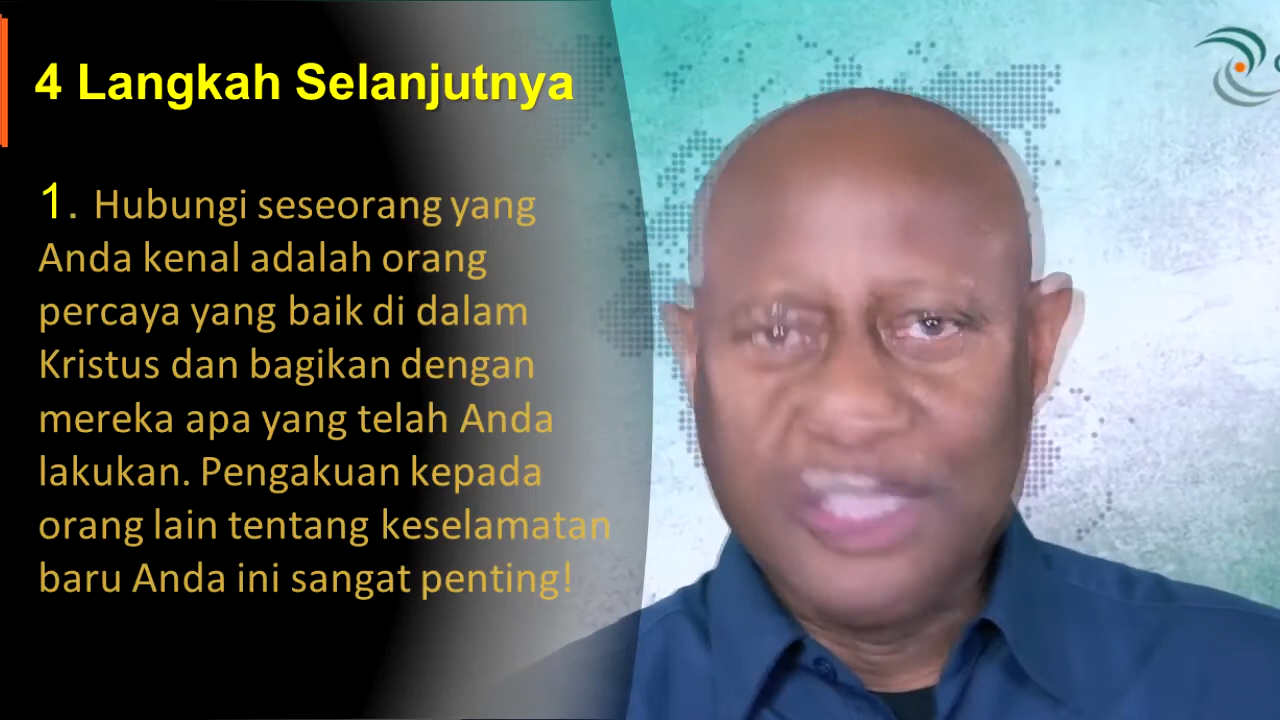 4 Langkah Selanjutnya
1. Hubungi seseorang yang
Anda kenal adalah orang
percaya yang baik di dalam
Kristus dan bagikan dengan
mereka apa yang telah Anda
lakukan. Pengakuan kepada
orang lain tentang keselamatan
baru Anda ini sangat penting!